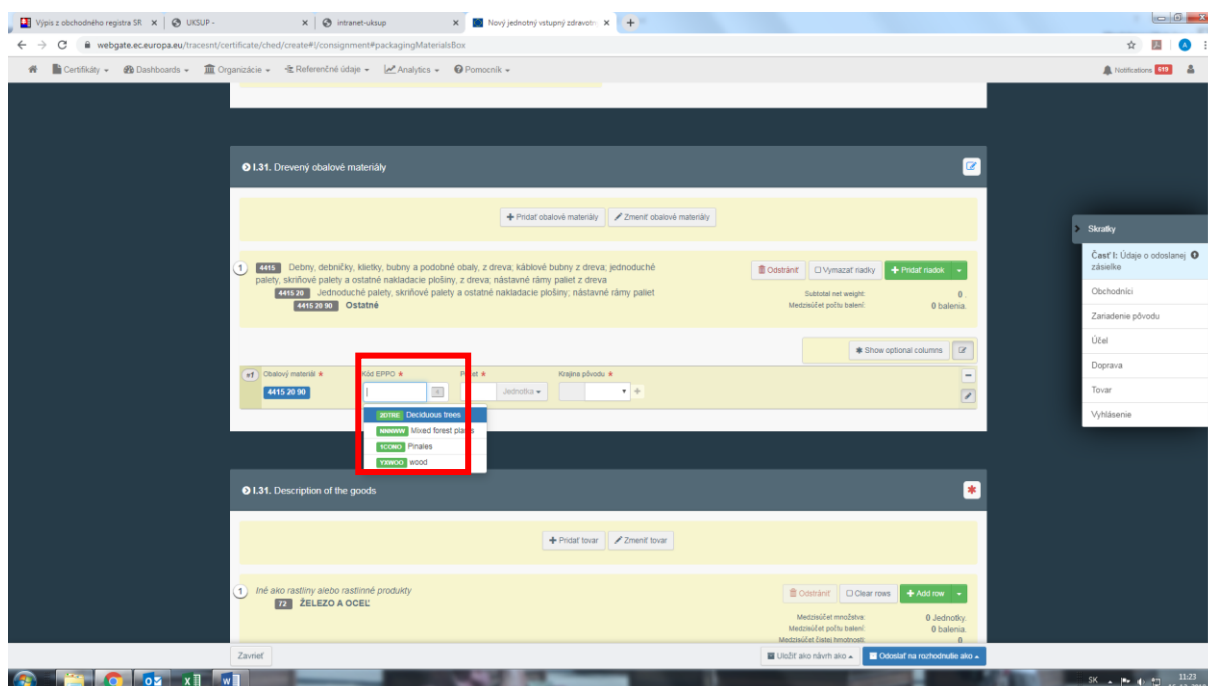 Výpis z obchodného registra SR
UKSUP -
intranet-uksup
Nový jednotný vstupný zdravotn
webgate.ec.europa.eu/tracesnt/certificate/ched/create#!/consignment#packagingMaterialsBox
Certifikáty
Dashboards
Organizácie
Referenčné údaje
Analytics
Pomocník
Notifications 619
I.31. Drevený obalové materiály
Pridať obalové materiály
Zmeniť obalové materiály
1
4415 Debny, debničky, klietky, bubny a podobné obaly, z dreva; káblové bubny z dreva; jednoduché
palety, skriňové palety a ostatné nakladacie plošiny, z dreva; nástavné rámy paliet z dreva
4415 20 Jednoduché palety, skriňové palety a ostatné nakladacie plošiny; nástavné rámy paliet
4415 20 90 Ostatné
Odstrániť
Vymazať riadky
Pridať riadok
Subtotal net weight: 0 .
Medzisúčet počtu balení: 0 balenia.
Show optional columns
#1
Obalový materiál *
Kód EPPO *
Krajina pôvodu *
4415 20 90
Jednotka
2DTRE Deciduous trees
NNNWW Mixed forest
1CONO Pinales
YXWOO wood
I.31. Description of the goods
Pridať tovar
Zmeniť tovar
1
Iné ako rastliny alebo rastlinné produkty
72 ŽELEZO A OCEĽ
Odstrániť
Clear rows
Add row
Medzisúčet množstva: 0 Jednotky.
Medzisúčet počtu balení: 0 balenia.
Medzisúčet čistej hmotnosti: 0
Skratky
Časť I: Údaje o odoslanej
zásielke
Obchodníci
Zariadenie pôvodu
Účel
Doprava
Tovar
Vyhlásenie
Zavrieť
Uložiť ako návrh ako
Odoslať na rozhodnutie ako
SK
11:23